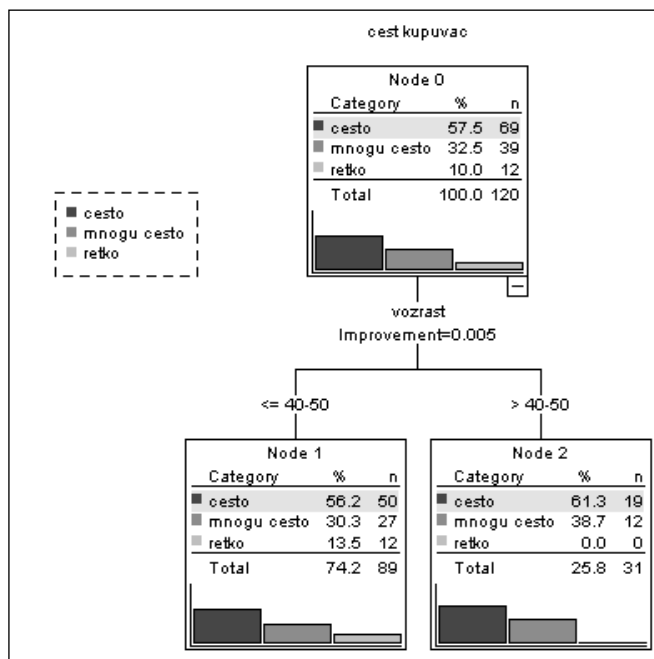 cest kupuvac
Node 0
Category % n
cesto 57.5 69
mnogu cesto 32.5 39
retko 10.0 12
Total 100.0 120
cesto
mnogu cesto
retko
vozrast
Improvement=0.005
<= 40-50
> 40-50
Node 1
Category % n
cesto 56.2 50
mnogu cesto 30.3 27
retko 13.5 12
Total 74.2 89
Node 2
Category % n
cesto 61.3 19
mnogu cesto 38.7 12
retko 0.0 0
Total 25.8 31